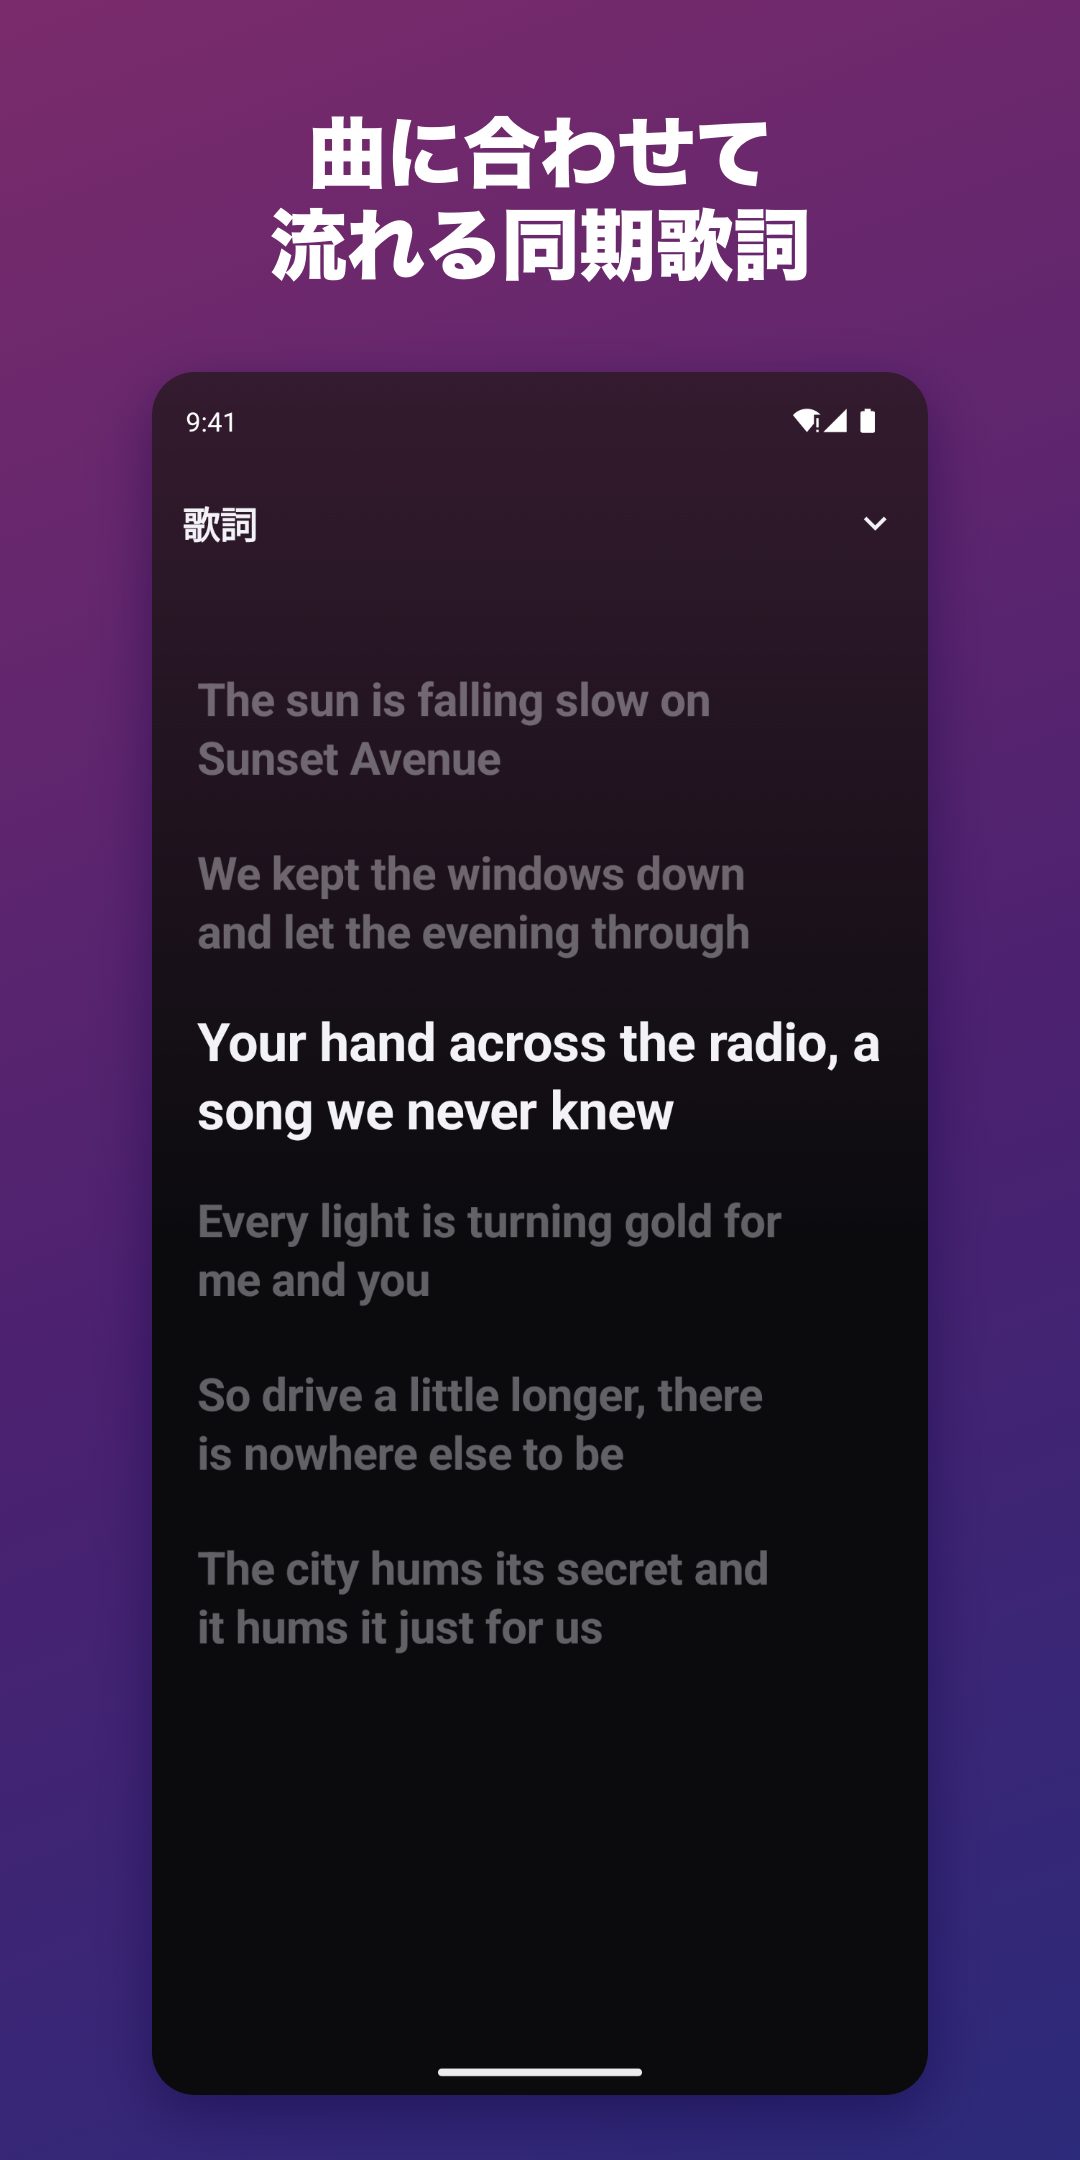 曲に合わせて
流れる同期歌詞
9:41
歌詞
The sun is falling slow on
Sunset Avenue
We kept the windows down
and let the evening through
Your hand across the radio, a
song we never knew
Every light is turning gold for
me and you
So drive a little longer, there
is nowhere else to be
The city hums its secret and
it hums it just for us